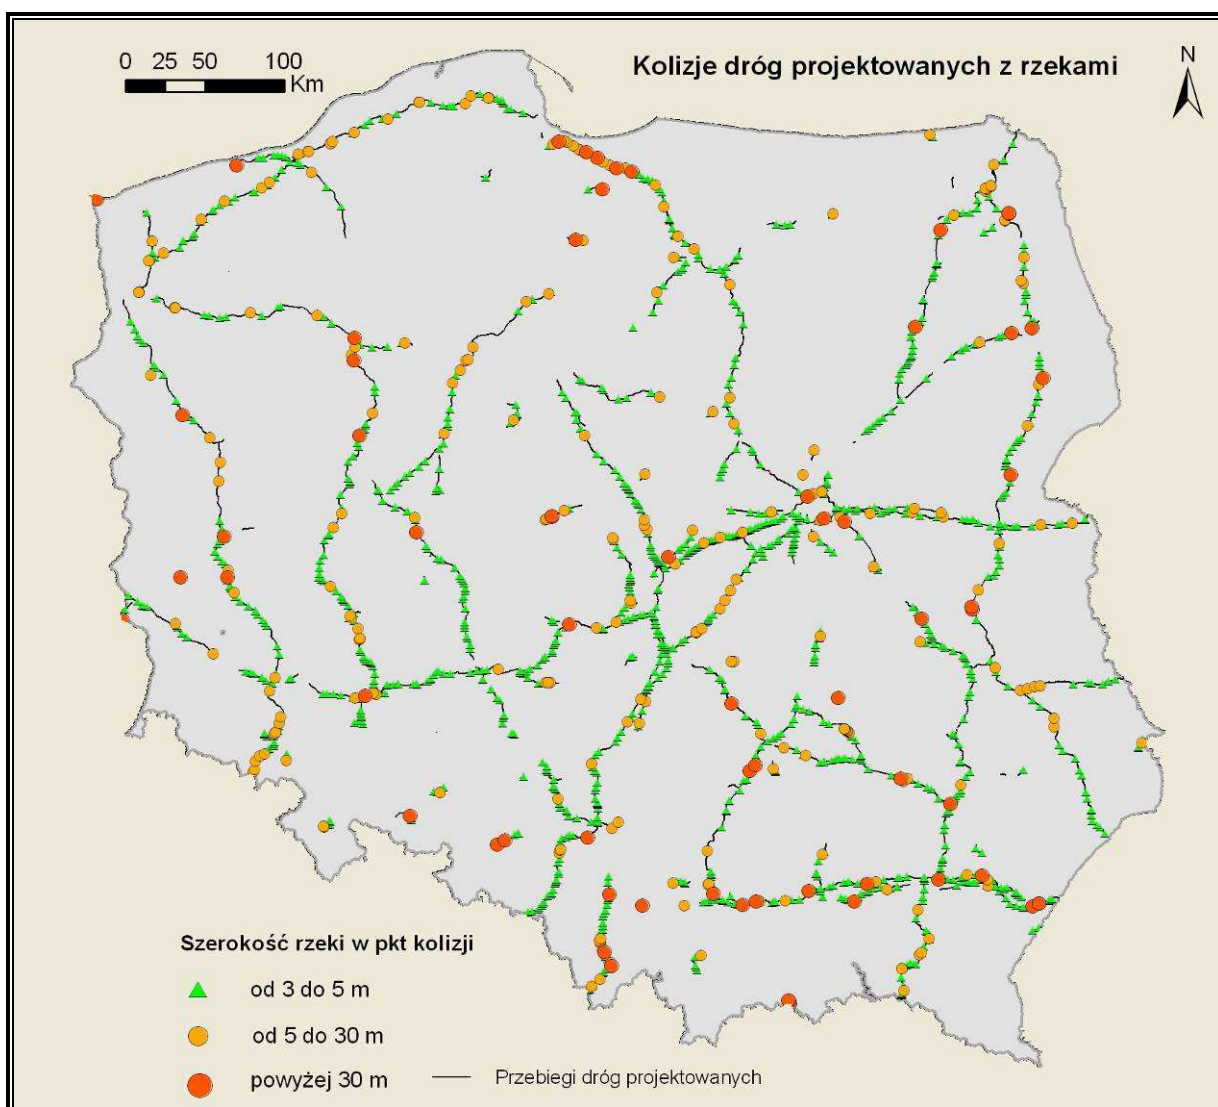 0 25 50 100
Km
Kolizje dróg projektowanych z rzekami
N
Szerokość rzeki w pkt kolizji
od 3 do 5 m
od 5 do 30 m
powyżej 30 m
Przebiegi dróg projektowanych